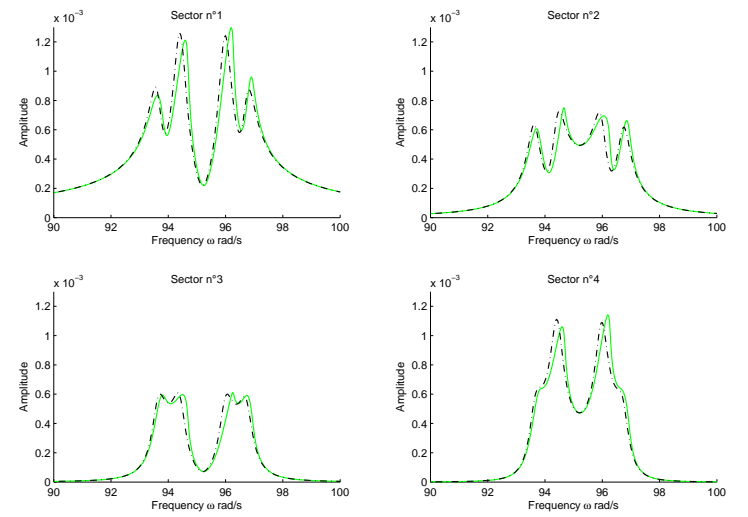 x 10⁻³ Sector n°1
1.2
1
0.8
0.6
0.4
0.2
0
Amplitude
90 92 94 96 98 100
Frequency ω rad/s
x 10⁻³ Sector n°2
1.2
1
0.8
0.6
0.4
0.2
0
Amplitude
90 92 94 96 98 100
Frequency ω rad/s
x 10⁻³ Sector n°3
1.2
1
0.8
0.6
0.4
0.2
0
Amplitude
90 92 94 96 98 100
Frequency ω rad/s
x 10⁻³ Sector n°4
1.2
1
0.8
0.6
0.4
0.2
0
Amplitude
90 92 94 96 98 100
Frequency ω rad/s